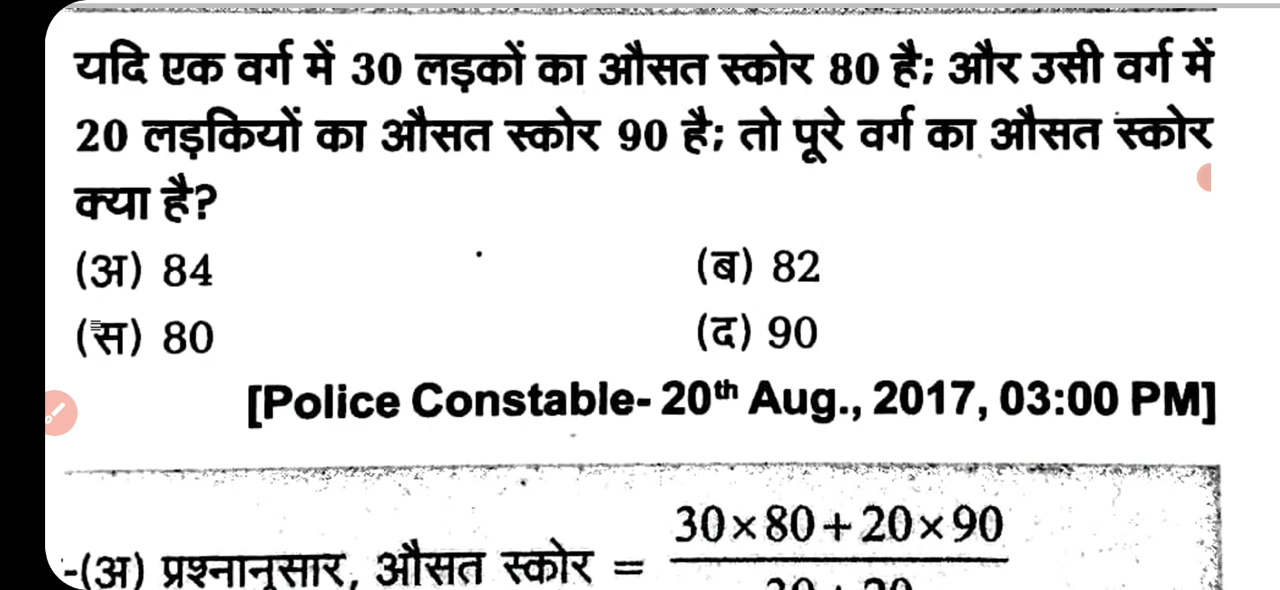 यदि एक वर्ग में 30 लड़कों का औसत स्कोर 80 है; और उसी वर्ग में
20 लड़कियों का औसत स्कोर 90 है; तो पूरे वर्ग का औसत स्कोर
क्या है?
(अ) 84 (ब) 82
(स) 80 (द) 90
[Police Constable- 20th Aug., 2017, 03:00 PM]
30×80+20×90
-(अ) प्रश्नानुसार, औसत स्कोर =